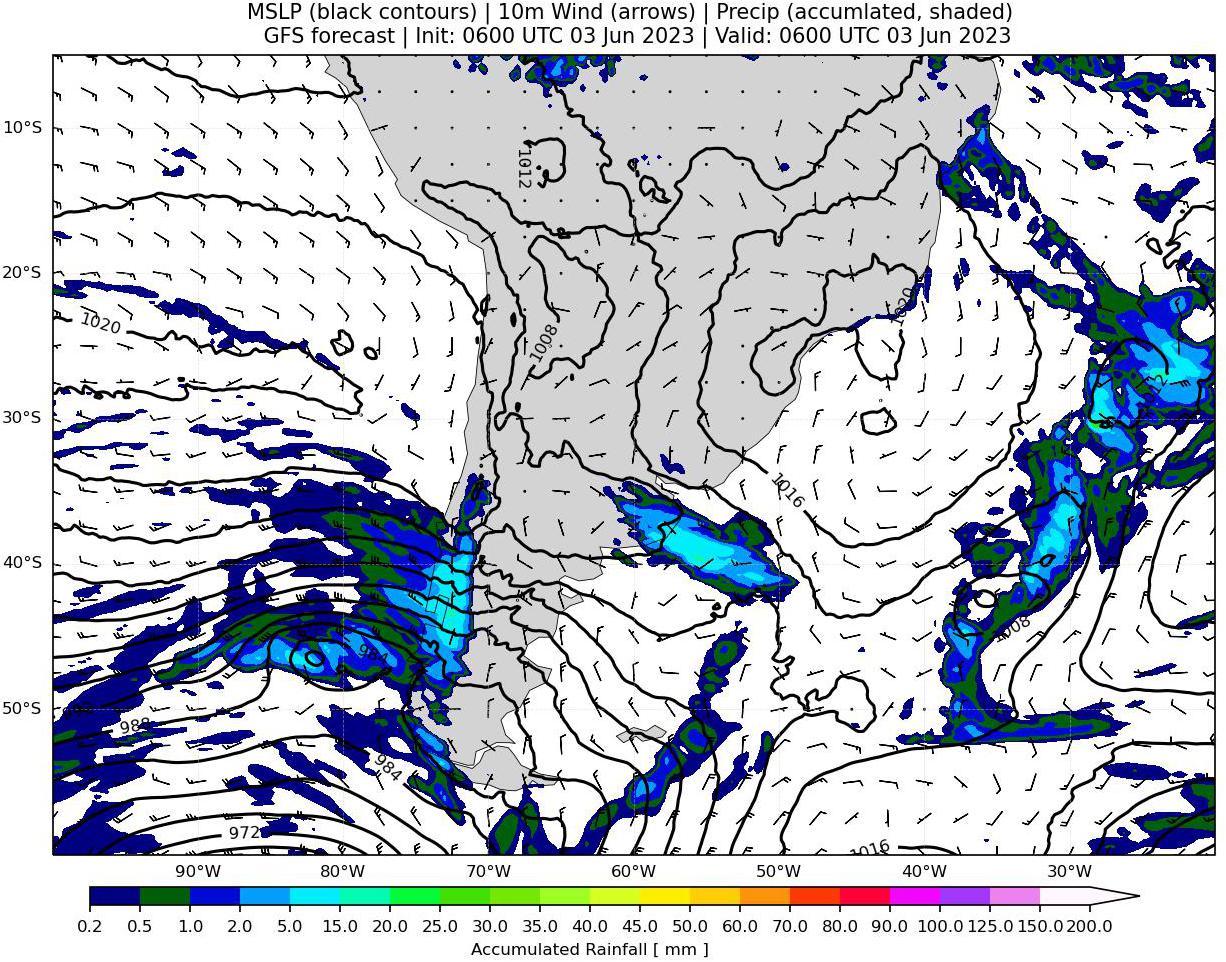 MSLP (black contours) | 10m Wind (arrows) | Precip (accumlated, shaded)
GFS forecast | Init: 0600 UTC 03 Jun 2023 | Valid: 0600 UTC 03 Jun 2023
10°S
1012
20°S
1020
1020
1008
1012
30°S
1016
40°S
1008
984
50°S
988
984
972
1016
90°W 80°W 70°W 60°W 50°W 40°W 30°W
0.2 0.5 1.0 2.0 5.0 10.0 15.0 20.0 25.0 30.0 35.0 40.0 45.0 50.0 60.0 70.0 80.0 90.0 100.0 125.0 150.0 200.0
Accumulated Rainfall [ mm ]